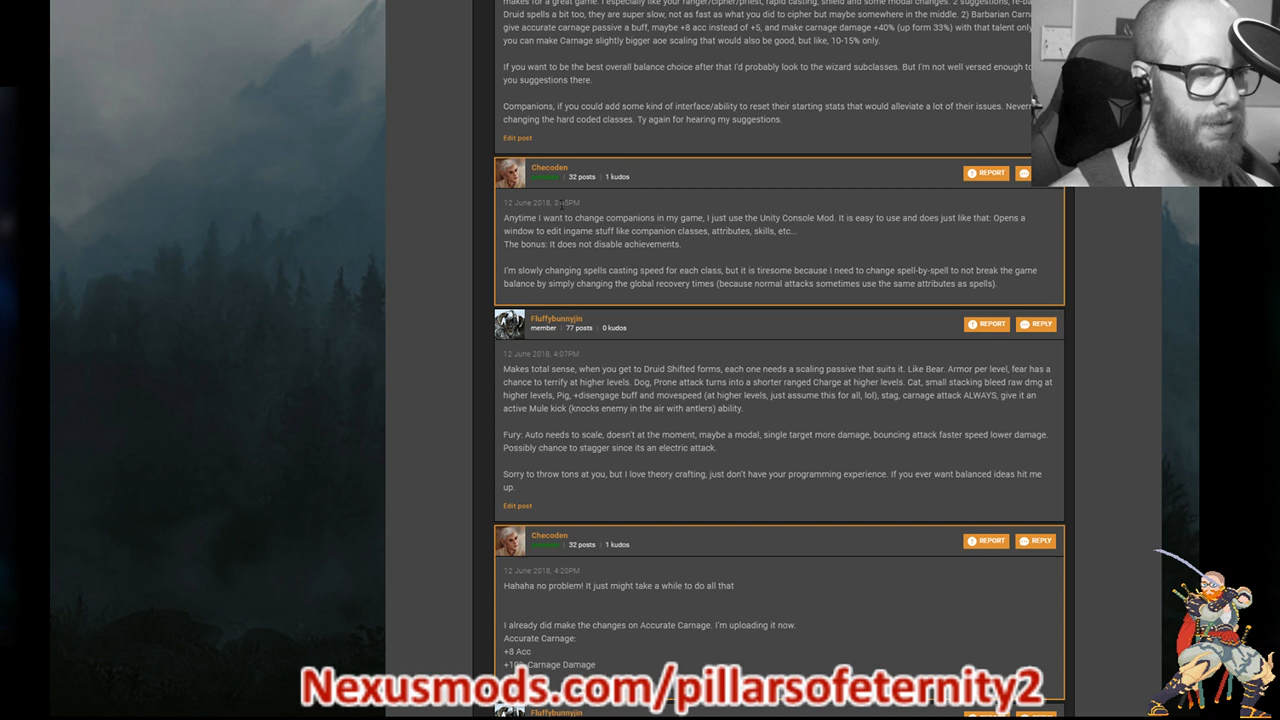 makes for a great game. I especially like your ranger/cipher/priest, rapid casting, shield and some modal changes. 2 suggestions, re-ba
Druid spells a bit too, they are super slow, not as fast as what you did to cipher but maybe somewhere in the middle. 2) Barbarian Carna
give accurate carnage passive a buff, maybe +8 acc instead of +5, and make carnage damage +40% (up form 33%) with that talent only
you can make Carnage slightly bigger aoe scaling that would also be good, but like, 10-15% only.
If you want to be the best overall balance choice after that I'd probably look to the wizard subclasses. But I'm not well versed enough to
you suggestions there.
Companions, if you could add some kind of interface/ability to reset their starting stats that would alleviate a lot of their issues. Never
changing the hard coded classes. Ty again for hearing my suggestions.
Edit post
Checoden
32 posts | 1 kudos
REPORT
12 June 2018,
Anytime I want to change companions in my game, I just use the Unity Console Mod. It is easy to use and does just like that: Opens a
window to edit ingame stuff like companion classes, attributes, skills, etc...
The bonus: It does not disable achievements.
I'm slowly changing spells casting speed for each class, but it is tiresome because I need to change spell-by-spell to not break the game
balance by simply changing the global recovery times (because normal attacks sometimes use the same attributes as spells).
Fluffybunnyjin
member | 77 posts | 0 kudos
REPORT REPLY
12 June 2018, 4:07PM
Makes total sense, when you get to Druid Shifted forms, each one needs a scaling passive that suits it. Like Bear. Armor per level, fear has a
chance to terrify at higher levels. Dog, Prone attack turns into a shorter ranged Charge at higher levels. Cat, small stacking bleed raw dmg at
higher levels, Pig, +disengage buff and movespeed (at higher levels, just assume this for all, lol), stag, carnage attack ALWAYS, give it an
active Mule kick (knocks enemy in the air with antlers) ability.
Fury: Auto needs to scale, doesn't at the moment, maybe a modal, single target more damage, bouncing attack faster speed lower damage.
Possibly chance to stagger since its an electric attack.
Sorry to throw tons at you, but I love theory crafting, just don't have your programming experience. If you ever want balanced ideas hit me
up.
Edit post
Checoden
32 posts | 1 kudos
REPORT REPLY
12 June 2018, 4:20PM
Hahaha no problem! It just might take a while to do all that
I already did make the changes on Accurate Carnage. I'm uploading it now.
Accurate Carnage:
+8 Acc
+10% Carnage Damage
Nexusmods.com/pillarsofeternity2
Fluffybunnyjin